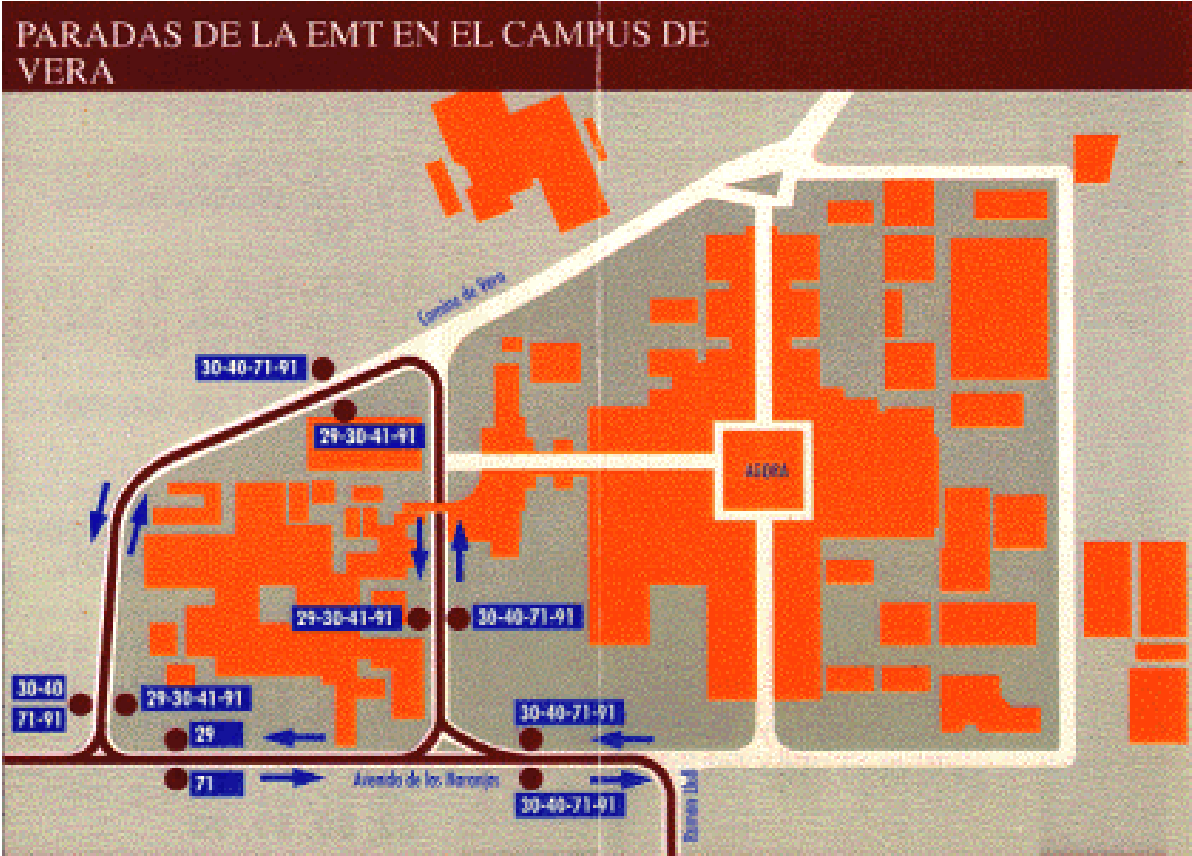 PARADAS DE LA EMT EN EL CAMPUS DE
VERA
Camino de Vera
30-40-71-91
29-30-41-91
AGORA
29-30-41-91
30-40-71-91
30-40
71-91
29-30-41-91
30-40-71-91
29
71
Avenida de los Naranjos
30-40-71-91
Ramón Llul